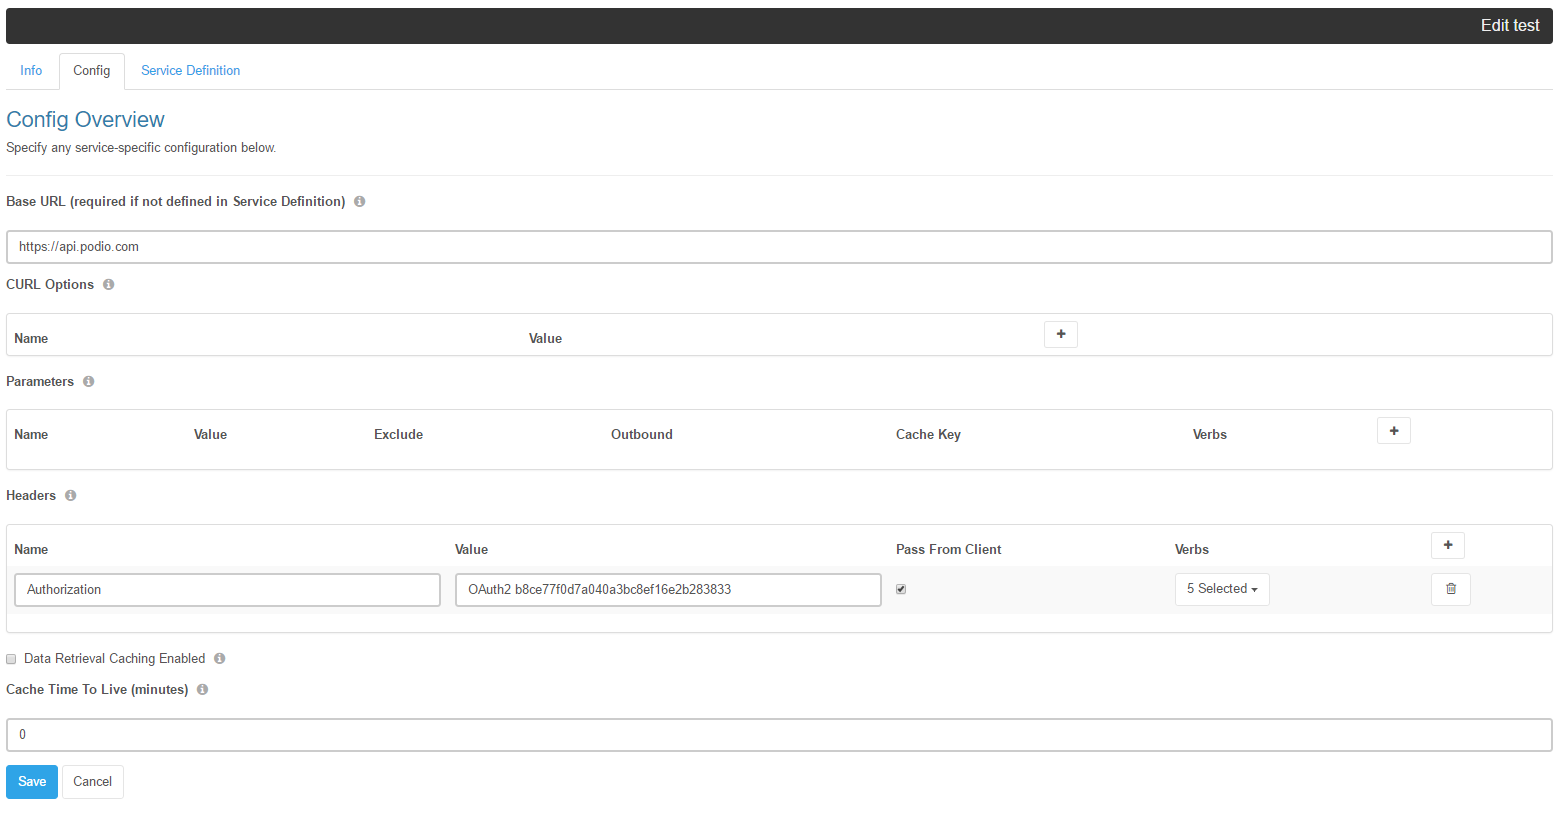 Edit test
Info Config Service Definition
Config Overview
Specify any service-specific configuration below.
Base URL (required if not defined in Service Definition)
https://api.podio.com
CURL Options
Name Value
Parameters
Name Value Exclude Outbound Cache Key Verbs
Headers
Name Value Pass From Client Verbs
Authorization OAuth2 b8ce77f0d7a040a3bc8ef16e2b283833 5 Selected
Data Retrieval Caching Enabled
Cache Time To Live (minutes)
0
Save Cancel